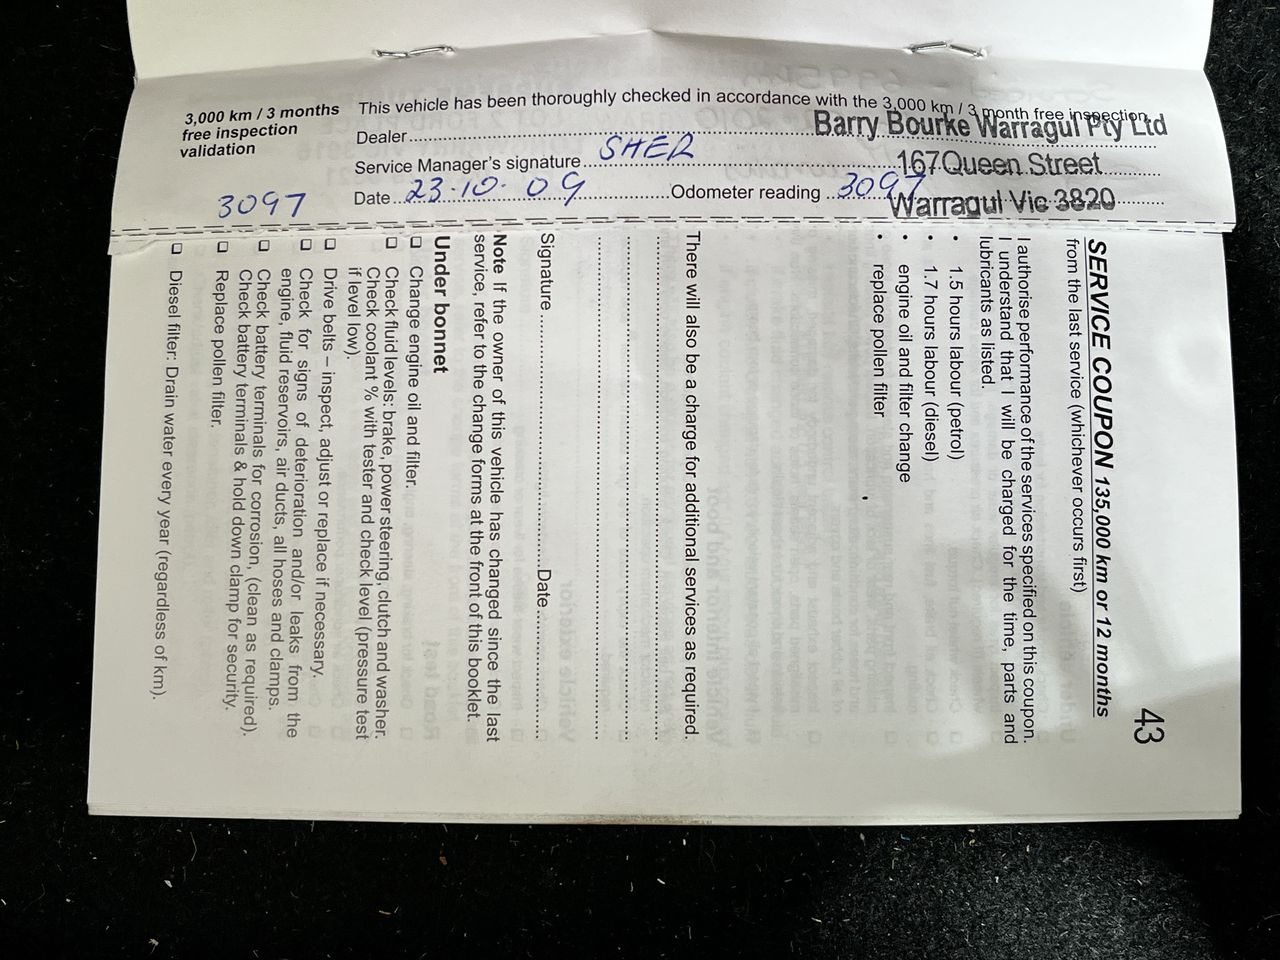 3,000 km / 3 months
free inspection
validation
3097
This vehicle has been thoroughly checked in accordance with the 3,000 km / 3 month free inspection.
Dealer
Barry Bourke Warragul Pty Ltd
Service Manager's signature SHER
167 Queen Street
Date 23.10.09 Odometer reading 3097
Warragul Vic 3820
43
SERVICE COUPON 135,000 km or 12 months
from the last service (whichever occurs first)
I authorise performance of the services specified on this coupon.
I understand that I will be charged for the time, parts and
lubricants as listed.
• 1.5 hours labour (petrol)
• 1.7 hours labour (diesel)
• engine oil and filter change
• replace pollen filter
There will also be a charge for additional services as required.
Signature Date
Note If the owner of this vehicle has changed since the last
service, refer to the change forms at the front of this booklet.
Under bonnet
❑ Change engine oil and filter.
❑ Check fluid levels: brake, power steering, clutch and washer.
Check coolant % with tester and check level (pressure test
if level low).
❑ Drive belts – inspect, adjust or replace if necessary.
❑ Check for signs of deterioration and/or leaks from the
engine, fluid reservoirs, air ducts, all hoses and clamps.
❑ Check battery terminals for corrosion, (clean as required).
Check battery terminals & hold down clamp for security.
❑ Replace pollen filter.
❑ Diesel filter: Drain water every year (regardless of km).